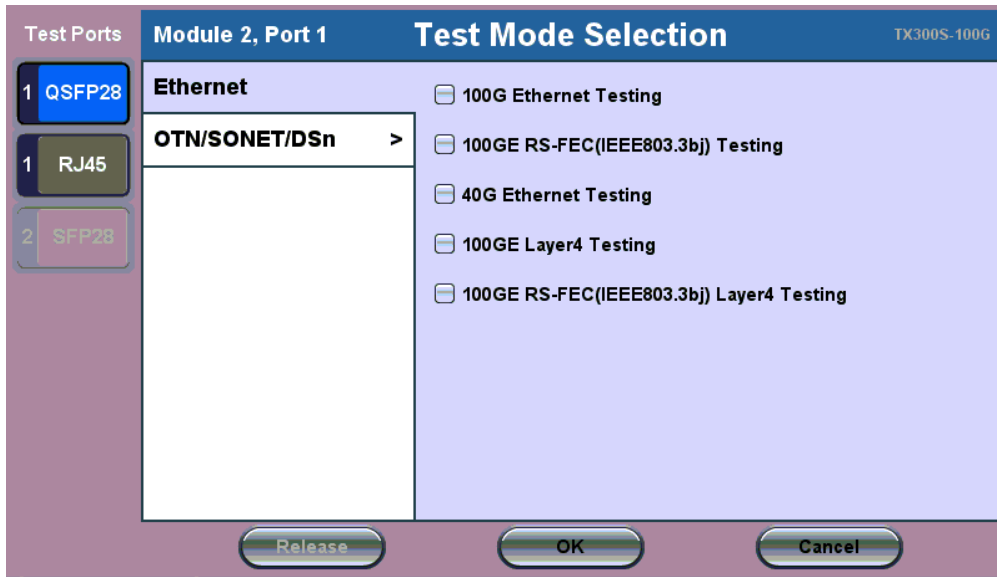 Test Ports
Module 2, Port 1
Test Mode Selection
TX300S-100G
1 QSFP28
1 RJ45
2 SFP28
Ethernet
OTN/SONET/DSn >
100G Ethernet Testing
100GE RS-FEC(IEEE803.3bj) Testing
40G Ethernet Testing
100GE Layer4 Testing
100GE RS-FEC(IEEE803.3bj) Layer4 Testing
Release
OK
Cancel